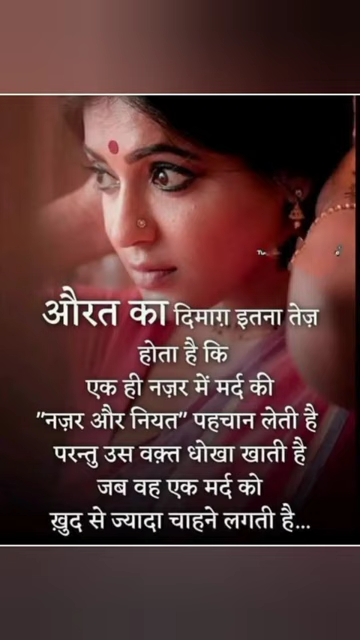 औरत का दिमाग़ इतना तेज़
होता है कि
एक ही नज़र में मर्द की
"नज़र और नियत" पहचान लेती है
परन्तु उस वक़्त धोखा खाती है
जब वह एक मर्द को
ख़ुद से ज्यादा चाहने लगती है...